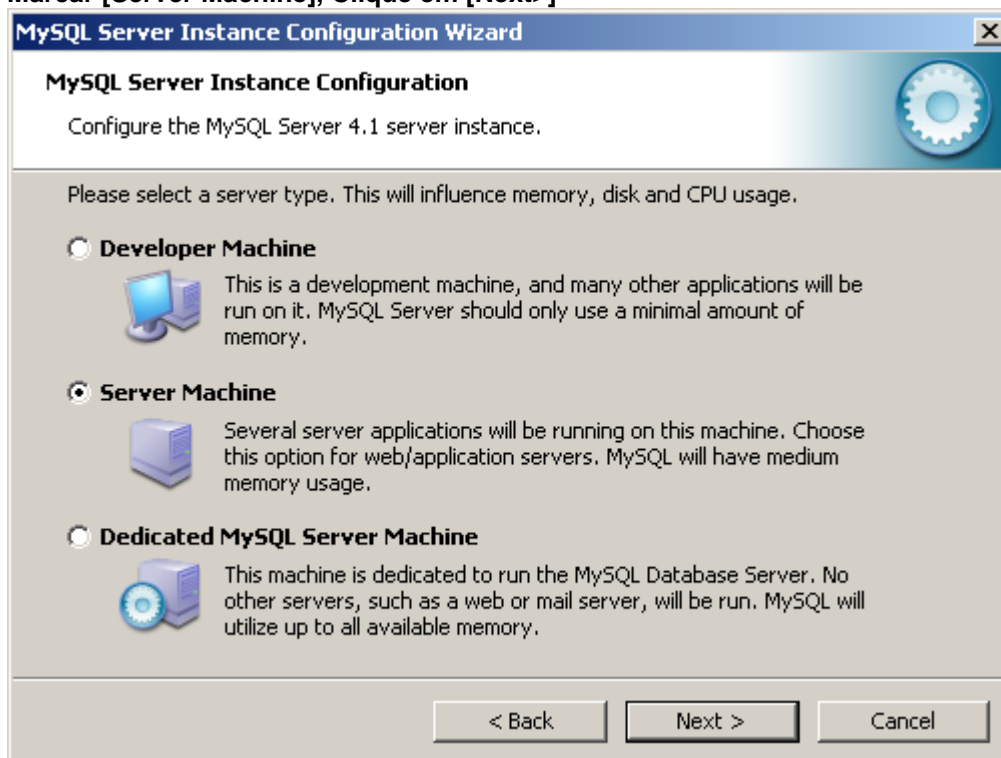 Marcar [Server Machine], Clique em [Next>]
MySQL Server Instance Configuration Wizard
MySQL Server Instance Configuration
Configure the MySQL Server 4.1 server instance.
Please select a server type. This will influence memory, disk and CPU usage.
Developer Machine
This is a development machine, and many other applications will be
run on it. MySQL Server should only use a minimal amount of
memory.
Server Machine
Several server applications will be running on this machine. Choose
this option for web/application servers. MySQL will have medium
memory usage.
Dedicated MySQL Server Machine
This machine is dedicated to run the MySQL Database Server. No
other servers, such as a web or mail server, will be run. MySQL will
utilize up to all available memory.
< Back Next > Cancel